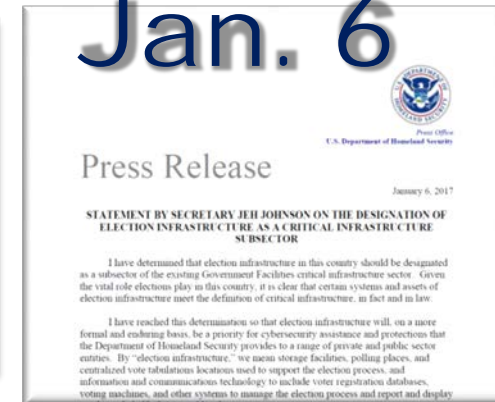 Jan. 6
Press Office
U.S. Department of Homeland Security
Press Release
January 6, 2017
STATEMENT BY SECRETARY JEH JOHNSON ON THE DESIGNATION OF
ELECTION INFRASTRUCTURE AS A CRITICAL INFRASTRUCTURE
SUBSECTOR
I have determined that election infrastructure in this country should be designated
as a subsector of the existing Government Facilities critical infrastructure sector. Given
the vital role elections play in this country, it is clear that certain systems and assets of
election infrastructure meet the definition of critical infrastructure, in fact and in law.
I have reached this determination so that election infrastructure will, on a more
formal and enduring basis, be a priority for cybersecurity assistance and protections that
the Department of Homeland Security provides to a range of private and public sector
entities. By “election infrastructure,” we mean storage facilities, polling places, and
centralized vote tabulations locations used to support the election process, and
information and communications technology to include voter registration databases,
voting machines, and other systems to manage the election process and report and display